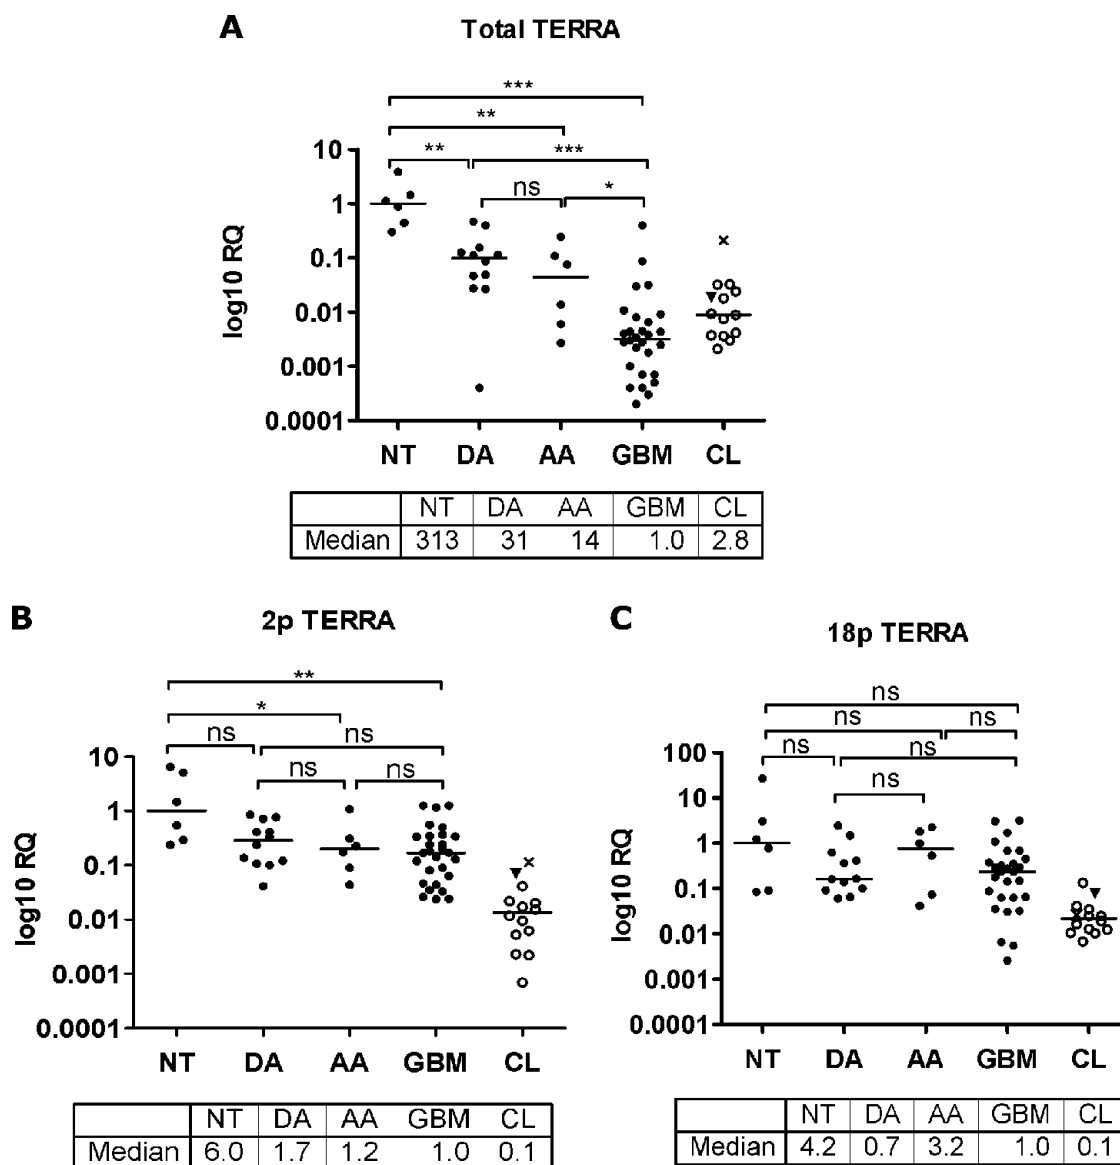 A
Total TERRA
***
**
** ***
ns *
10
1
0.1
0.01
0.001
0.0001
log10 RQ
NT DA AA GBM CL
NT DA AA GBM CL
Median 313 31 14 1.0 2.8
B
2p TERRA
**
*
ns ns
ns ns
10
1
0.1
0.01
0.001
0.0001
log10 RQ
NT DA AA GBM CL
NT DA AA GBM CL
Median 6.0 1.7 1.2 1.0 0.1
C
18p TERRA
ns
ns ns
ns ns
ns
100
10
1
0.1
0.01
0.001
0.0001
log10 RQ
NT DA AA GBM CL
NT DA AA GBM CL
Median 4.2 0.7 3.2 1.0 0.1